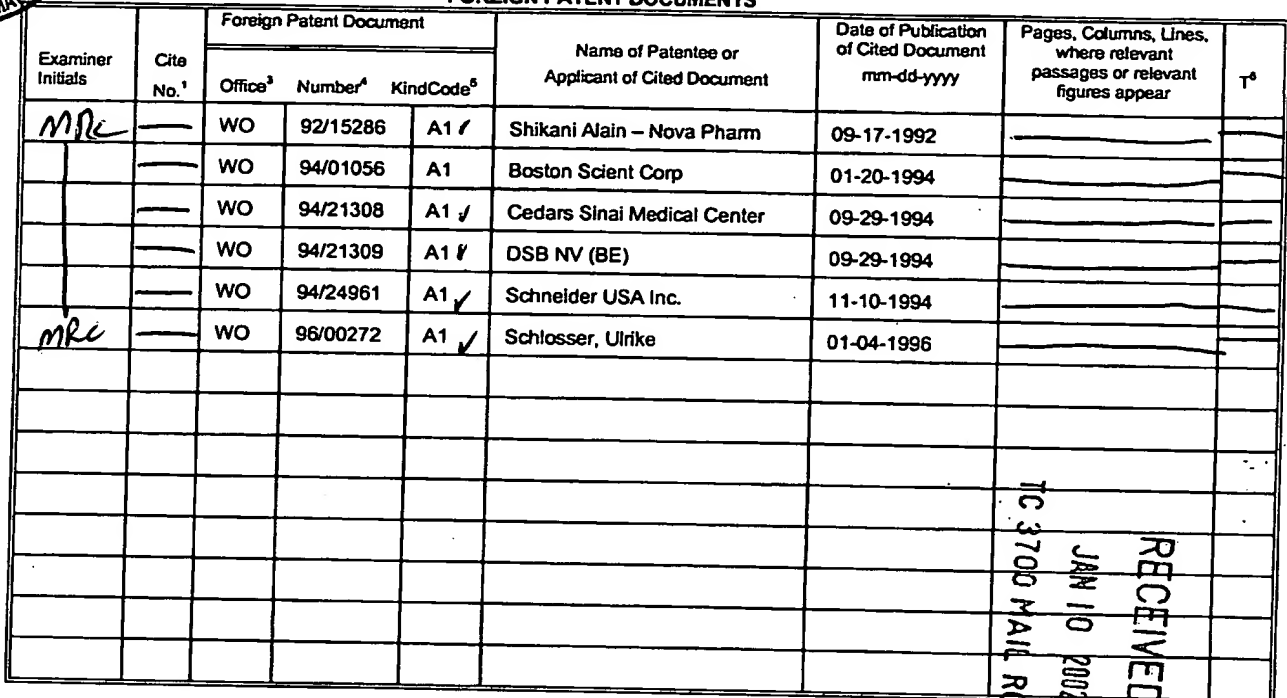 FOREIGN PATENT DOCUMENTS
Examiner Initials | Cite No.¹ | Foreign Patent Document | Name of Patentee or Applicant of Cited Document | Date of Publication of Cited Document mm-dd-yyyy | Pages, Columns, Lines, where relevant passages or relevant figures appear | T⁶
Office³ Number⁴ KindCode⁵
MRC — WO 92/15286 A1 ✓ Shikani Alain – Nova Pharm 09-17-1992
— WO 94/01056 A1 Boston Scient Corp 01-20-1994
— WO 94/21308 A1 ✓ Cedars Sinai Medical Center 09-29-1994
— WO 94/21309 A1 ✓ DSB NV (BE) 09-29-1994
— WO 94/24961 A1 ✓ Schneider USA Inc. 11-10-1994
MRC — WO 96/00272 A1 ✓ Schlosser, Ulrike 01-04-1996
RECEIVED
JAN 10 2002
TC 3700 MAIL